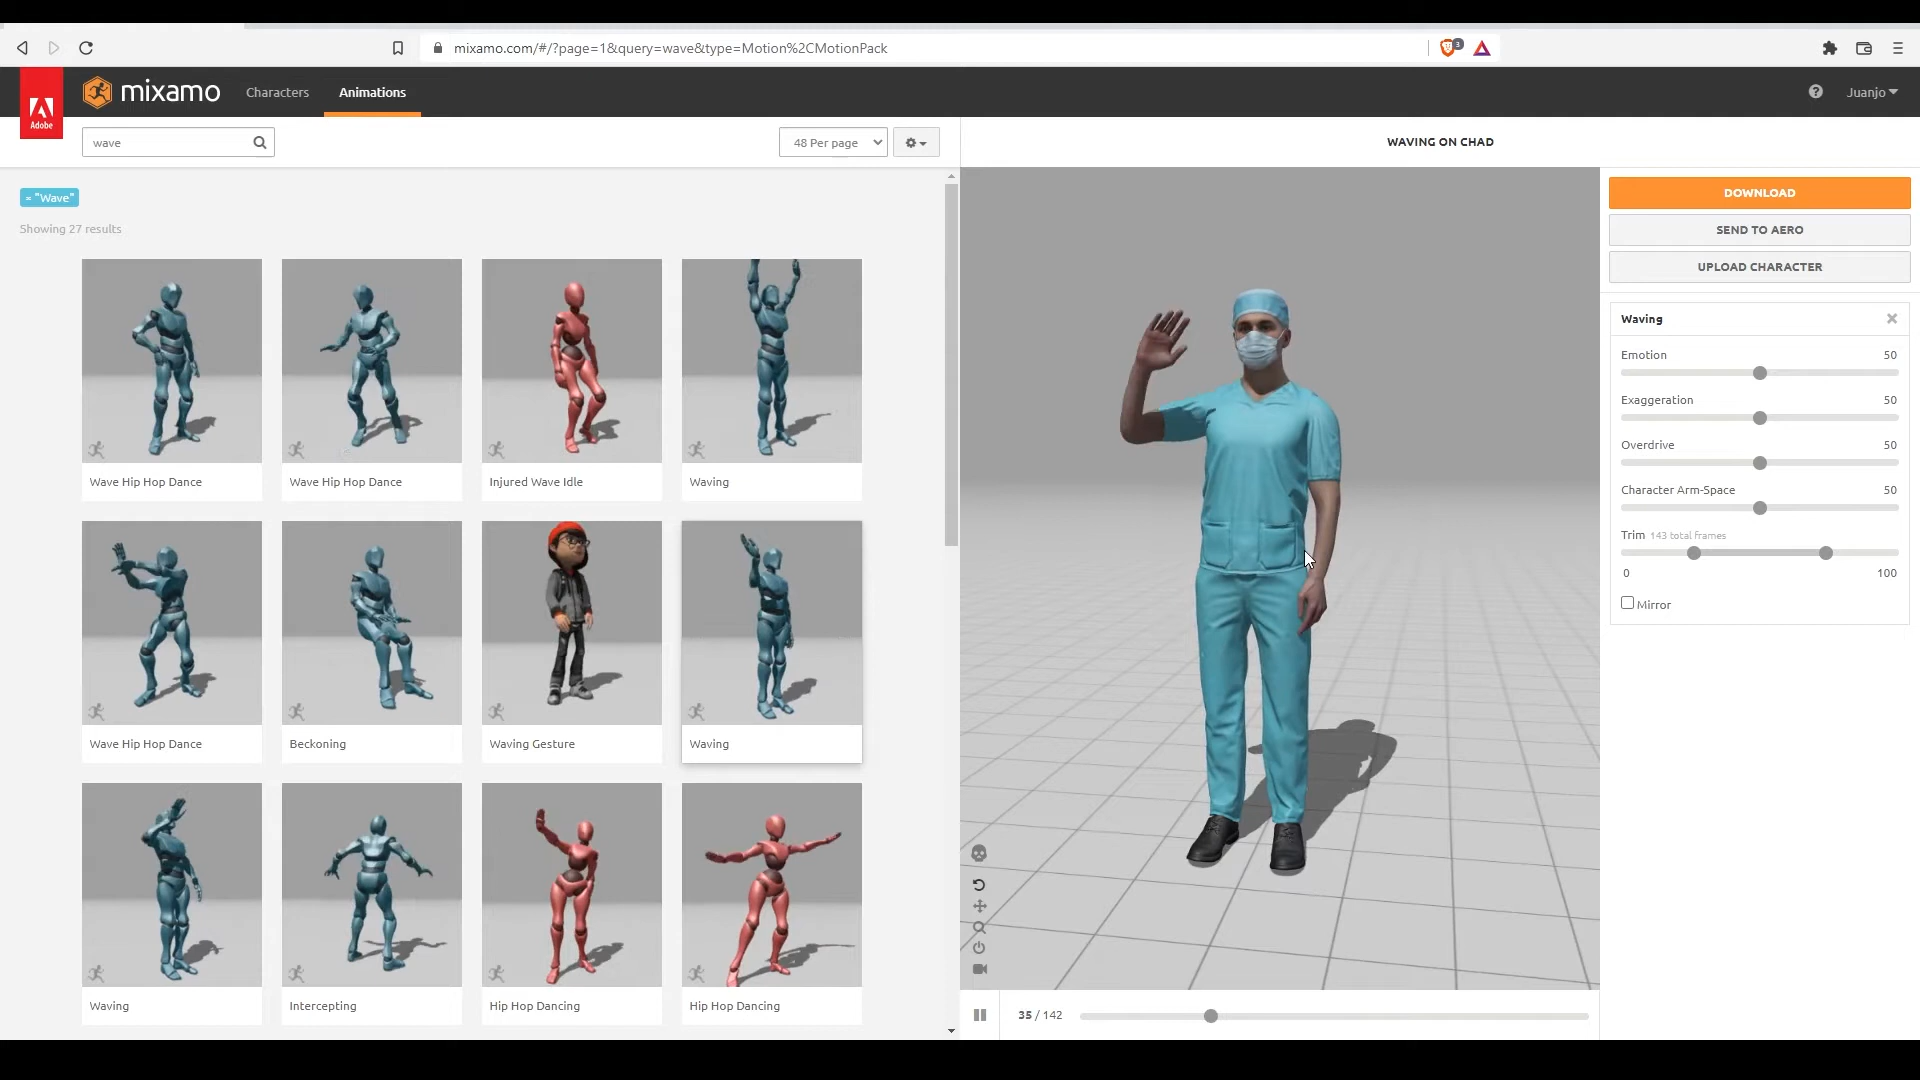 mixamo.com/#/?page=1&query=wave&type=Motion%2CMotionPack
3
Adobe
mixamo
Characters
Animations
Juanjo
wave
48 Per page
WAVING ON CHAD
× "Wave"
Showing 27 results
DOWNLOAD
SEND TO AERO
UPLOAD CHARACTER
Wave Hip Hop Dance
Wave Hip Hop Dance
Injured Wave Idle
Waving
Wave Hip Hop Dance
Beckoning
Waving Gesture
Waving
Waving
Intercepting
Hip Hop Dancing
Hip Hop Dancing
Waving
Emotion 50
Exaggeration 50
Overdrive 50
Character Arm-Space 50
Trim 143 total frames
0 100
Mirror
35 / 142